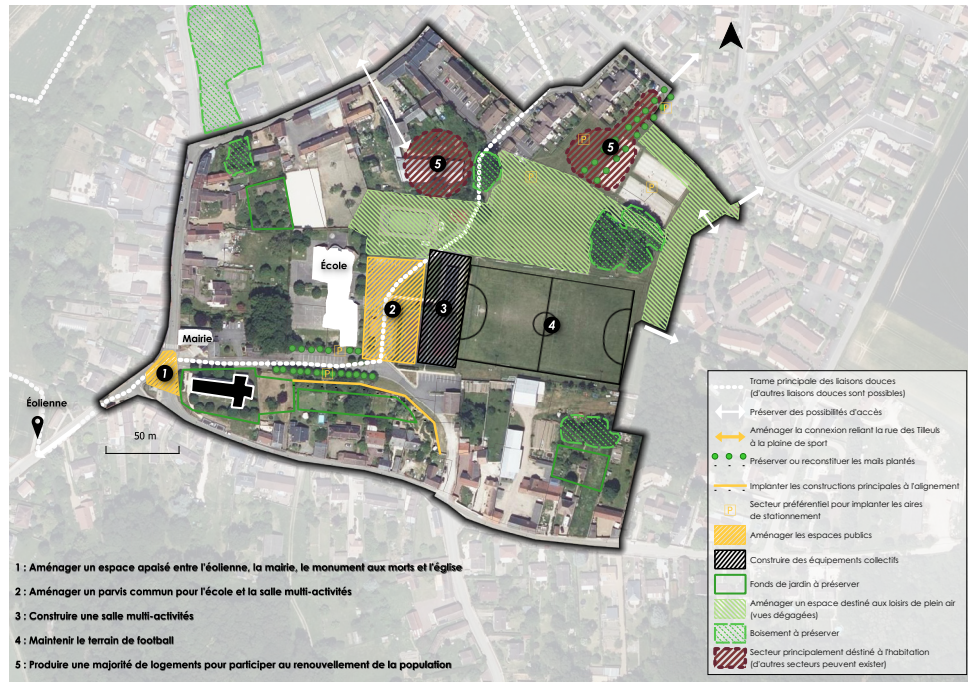 5
P
5
P
P
École
2
3
4
Mairie
P
P
1
Éolienne
50 m
Trame principale des liaisons douces
(d'autres liaisons douces sont possibles)
Préserver des possibilités d'accès
Aménager la connexion reliant la rue des Tilleuls
à la plaine de sport
Préserver ou reconstituer les mails plantés
Implanter les constructions principales à l'alignement
P
Secteur préférentiel pour implanter les aires
de stationnement
Aménager les espaces publics
Construire des équipements collectifs
Fonds de jardin à préserver
Aménager un espace destiné aux loisirs de plein air
(vues dégagées)
Boisement à préserver
Secteur principalement déstiné à l'habitation
(d'autres secteurs peuvent exister)
1 : Aménager un espace apaisé entre l'éolienne, la mairie, le monument aux morts et l'église
2 : Aménager un parvis commun pour l'école et la salle multi-activités
3 : Construire une salle multi-activités
4 : Maintenir le terrain de football
5 : Produire une majorité de logements pour participer au renouvellement de la population